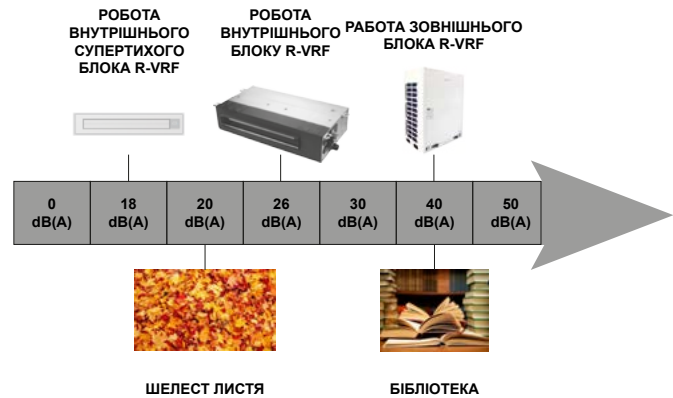 РОБОТА
ВНУТРІШНЬОГО
СУПЕРТИХОГО
БЛОКА R-VRF
РОБОТА
ВНУТРІШНЬОГО
БЛОКУ R-VRF
РАБОТА ЗОВНІШНЬОГО
БЛОКА R-VRF
0
dB(A)
18
dB(A)
20
dB(A)
26
dB(A)
30
dB(A)
40
dB(A)
50
dB(A)
ШЕЛЕСТ ЛИСТЯ
БІБЛІОТЕКА